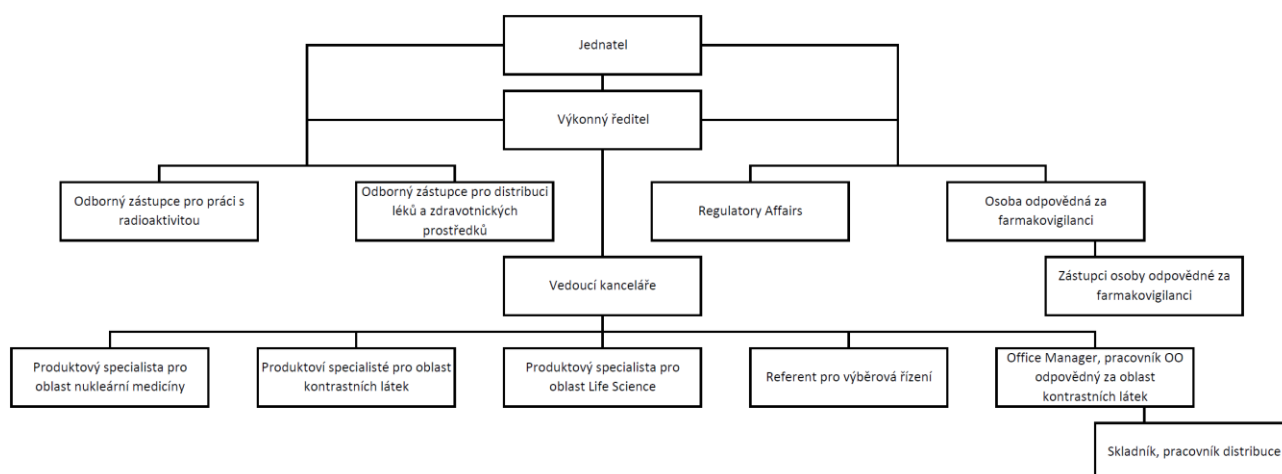 Jednatel
Výkonný ředitel
Odborný zástupce pro práci s
radioaktivitou
Odborný zástupce pro distribuci
léků a zdravotnických
prostředků
Regulatory Affairs
Osoba odpovědná za
farmakovigilanci
Zástupci osoby odpovědné za
farmakovigilanci
Vedoucí kanceláře
Produktový specialista pro
oblast nukleární medicíny
Produktoví specialisté pro oblast
kontrastních látek
Produktový specialista pro
oblast Life Science
Referent pro výběrová řízení
Office Manager, pracovník OO
odpovědný za oblast
kontrastních látek
Skladník, pracovník distribuce